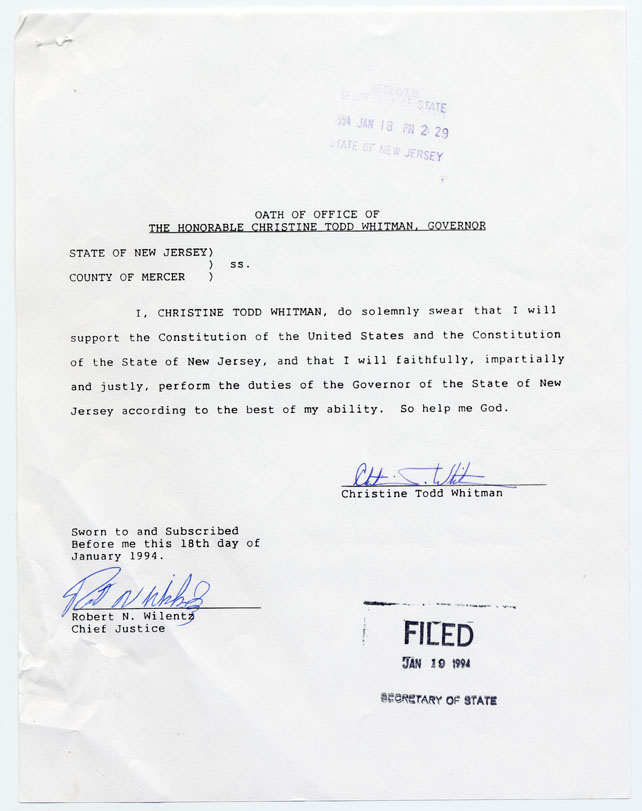 RECEIVED
SECRETARY OF STATE
1994 JAN 18 PM 2:29
STATE OF NEW JERSEY
OATH OF OFFICE OF
THE HONORABLE CHRISTINE TODD WHITMAN, GOVERNOR
STATE OF NEW JERSEY)
) ss.
COUNTY OF MERCER )
I, CHRISTINE TODD WHITMAN, do solemnly swear that I will
support the Constitution of the United States and the Constitution
of the State of New Jersey, and that I will faithfully, impartially
and justly, perform the duties of the Governor of the State of New
Jersey according to the best of my ability. So help me God.
Christine Todd Whitman
Sworn to and Subscribed
Before me this 18th day of
January 1994.
Robert N. Wilentz
Chief Justice
FILED
JAN 19 1994
SECRETARY OF STATE